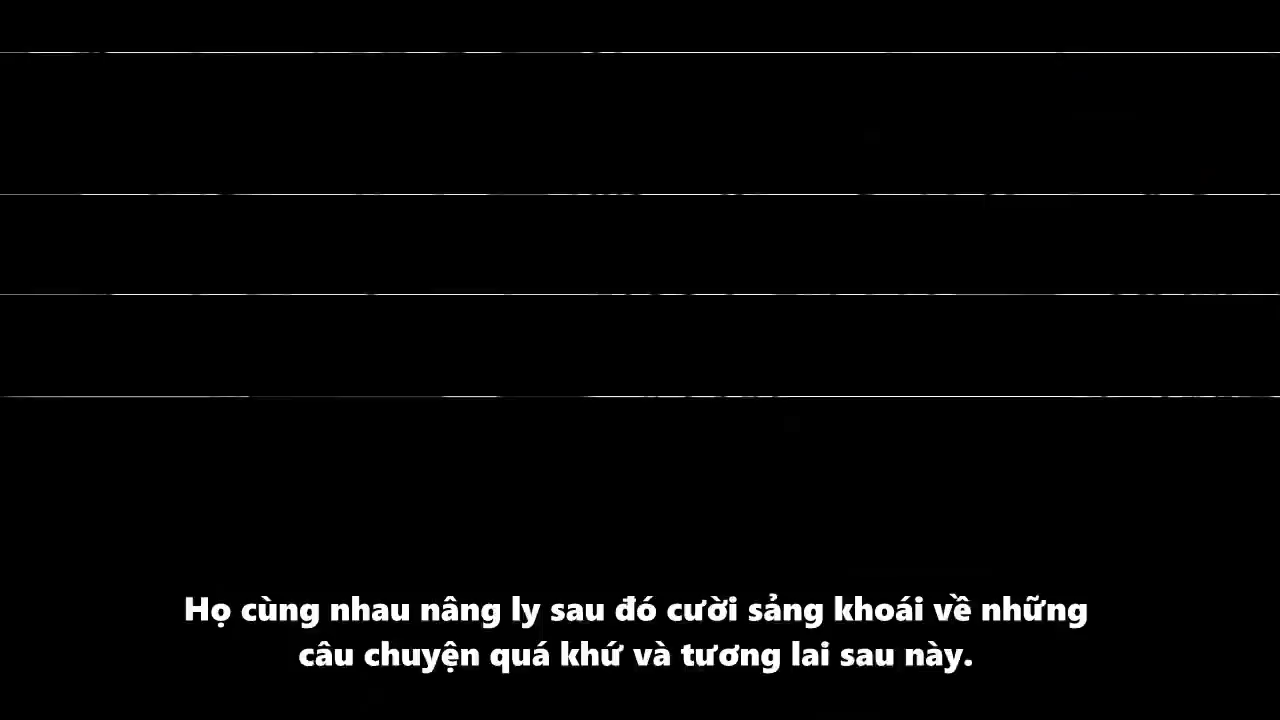 Họ cùng nhau nâng ly sau đó cười sảng khoái về những
câu chuyện quá khứ và tương lai sau này.